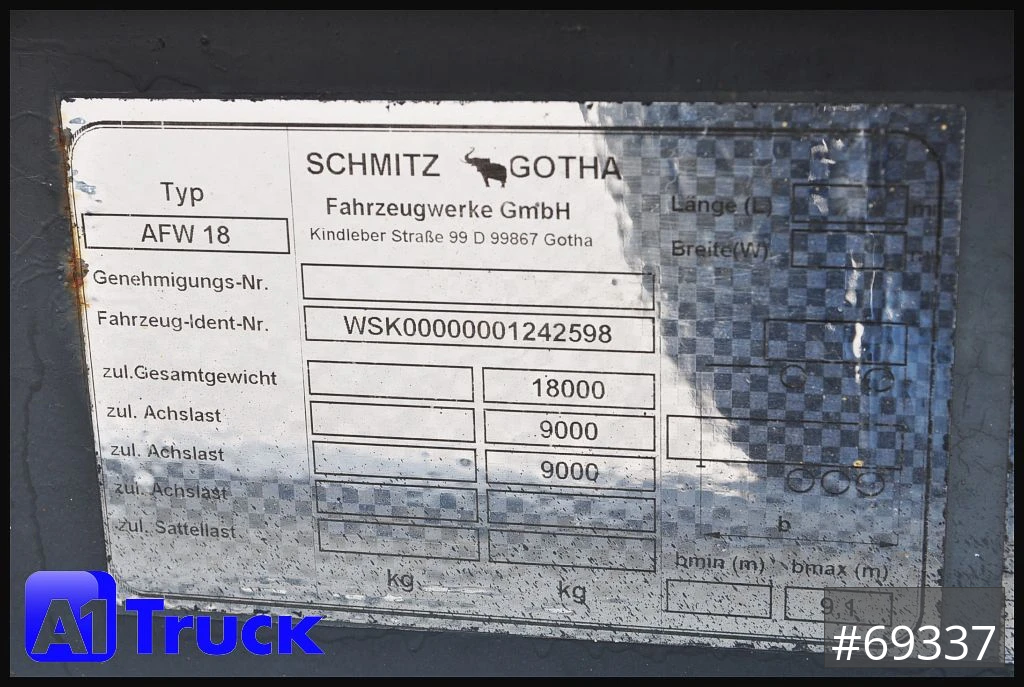 SCHMITZ GOTHA
Fahrzeugwerke GmbH
Kindleber Straße 99 D 99867 Gotha
Typ
AFW 18
Genehmigungs-Nr.
Fahrzeug-Ident-Nr.
WSK00000001242598
zul.Gesamtgewicht
18000
zul. Achslast
9000
zul. Achslast
9000
zul. Achslast
zul. Sattellast
kg
kg
Länge (L)
Breite(W)
b
bmin (m)
bmax (m)
A1 Truck
#69337